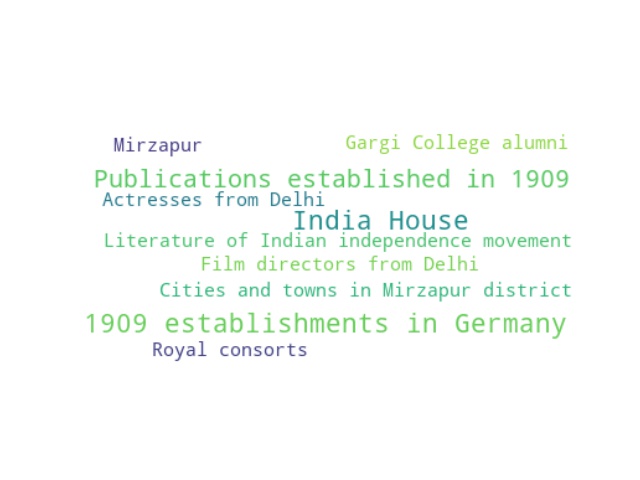 Mirzapur
Gargi College alumni
Publications established in 1909
Actresses from Delhi
India House
Literature of Indian independence movement
Film directors from Delhi
Cities and towns in Mirzapur district
1909 establishments in Germany
Royal consorts